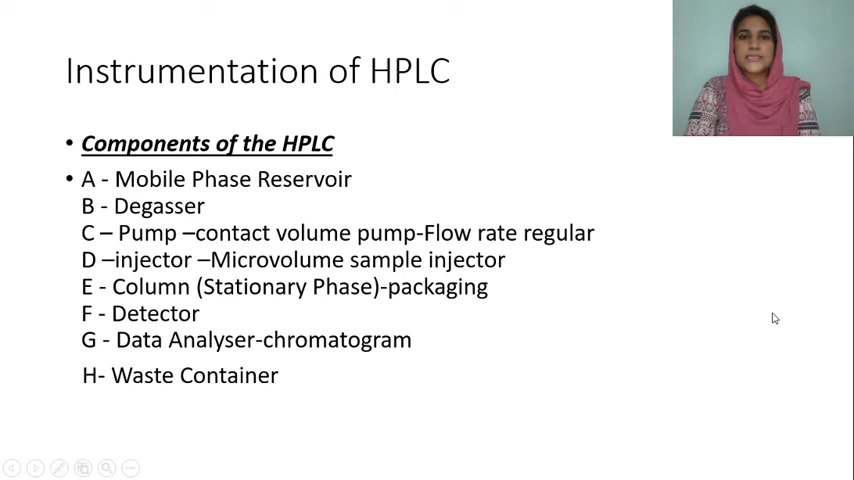 Instrumentation of HPLC
• Components of the HPLC
• A - Mobile Phase Reservoir
B - Degasser
C – Pump –contact volume pump-Flow rate regular
D –injector –Microvolume sample injector
E - Column (Stationary Phase)-packaging
F - Detector
G - Data Analyser-chromatogram
H- Waste Container